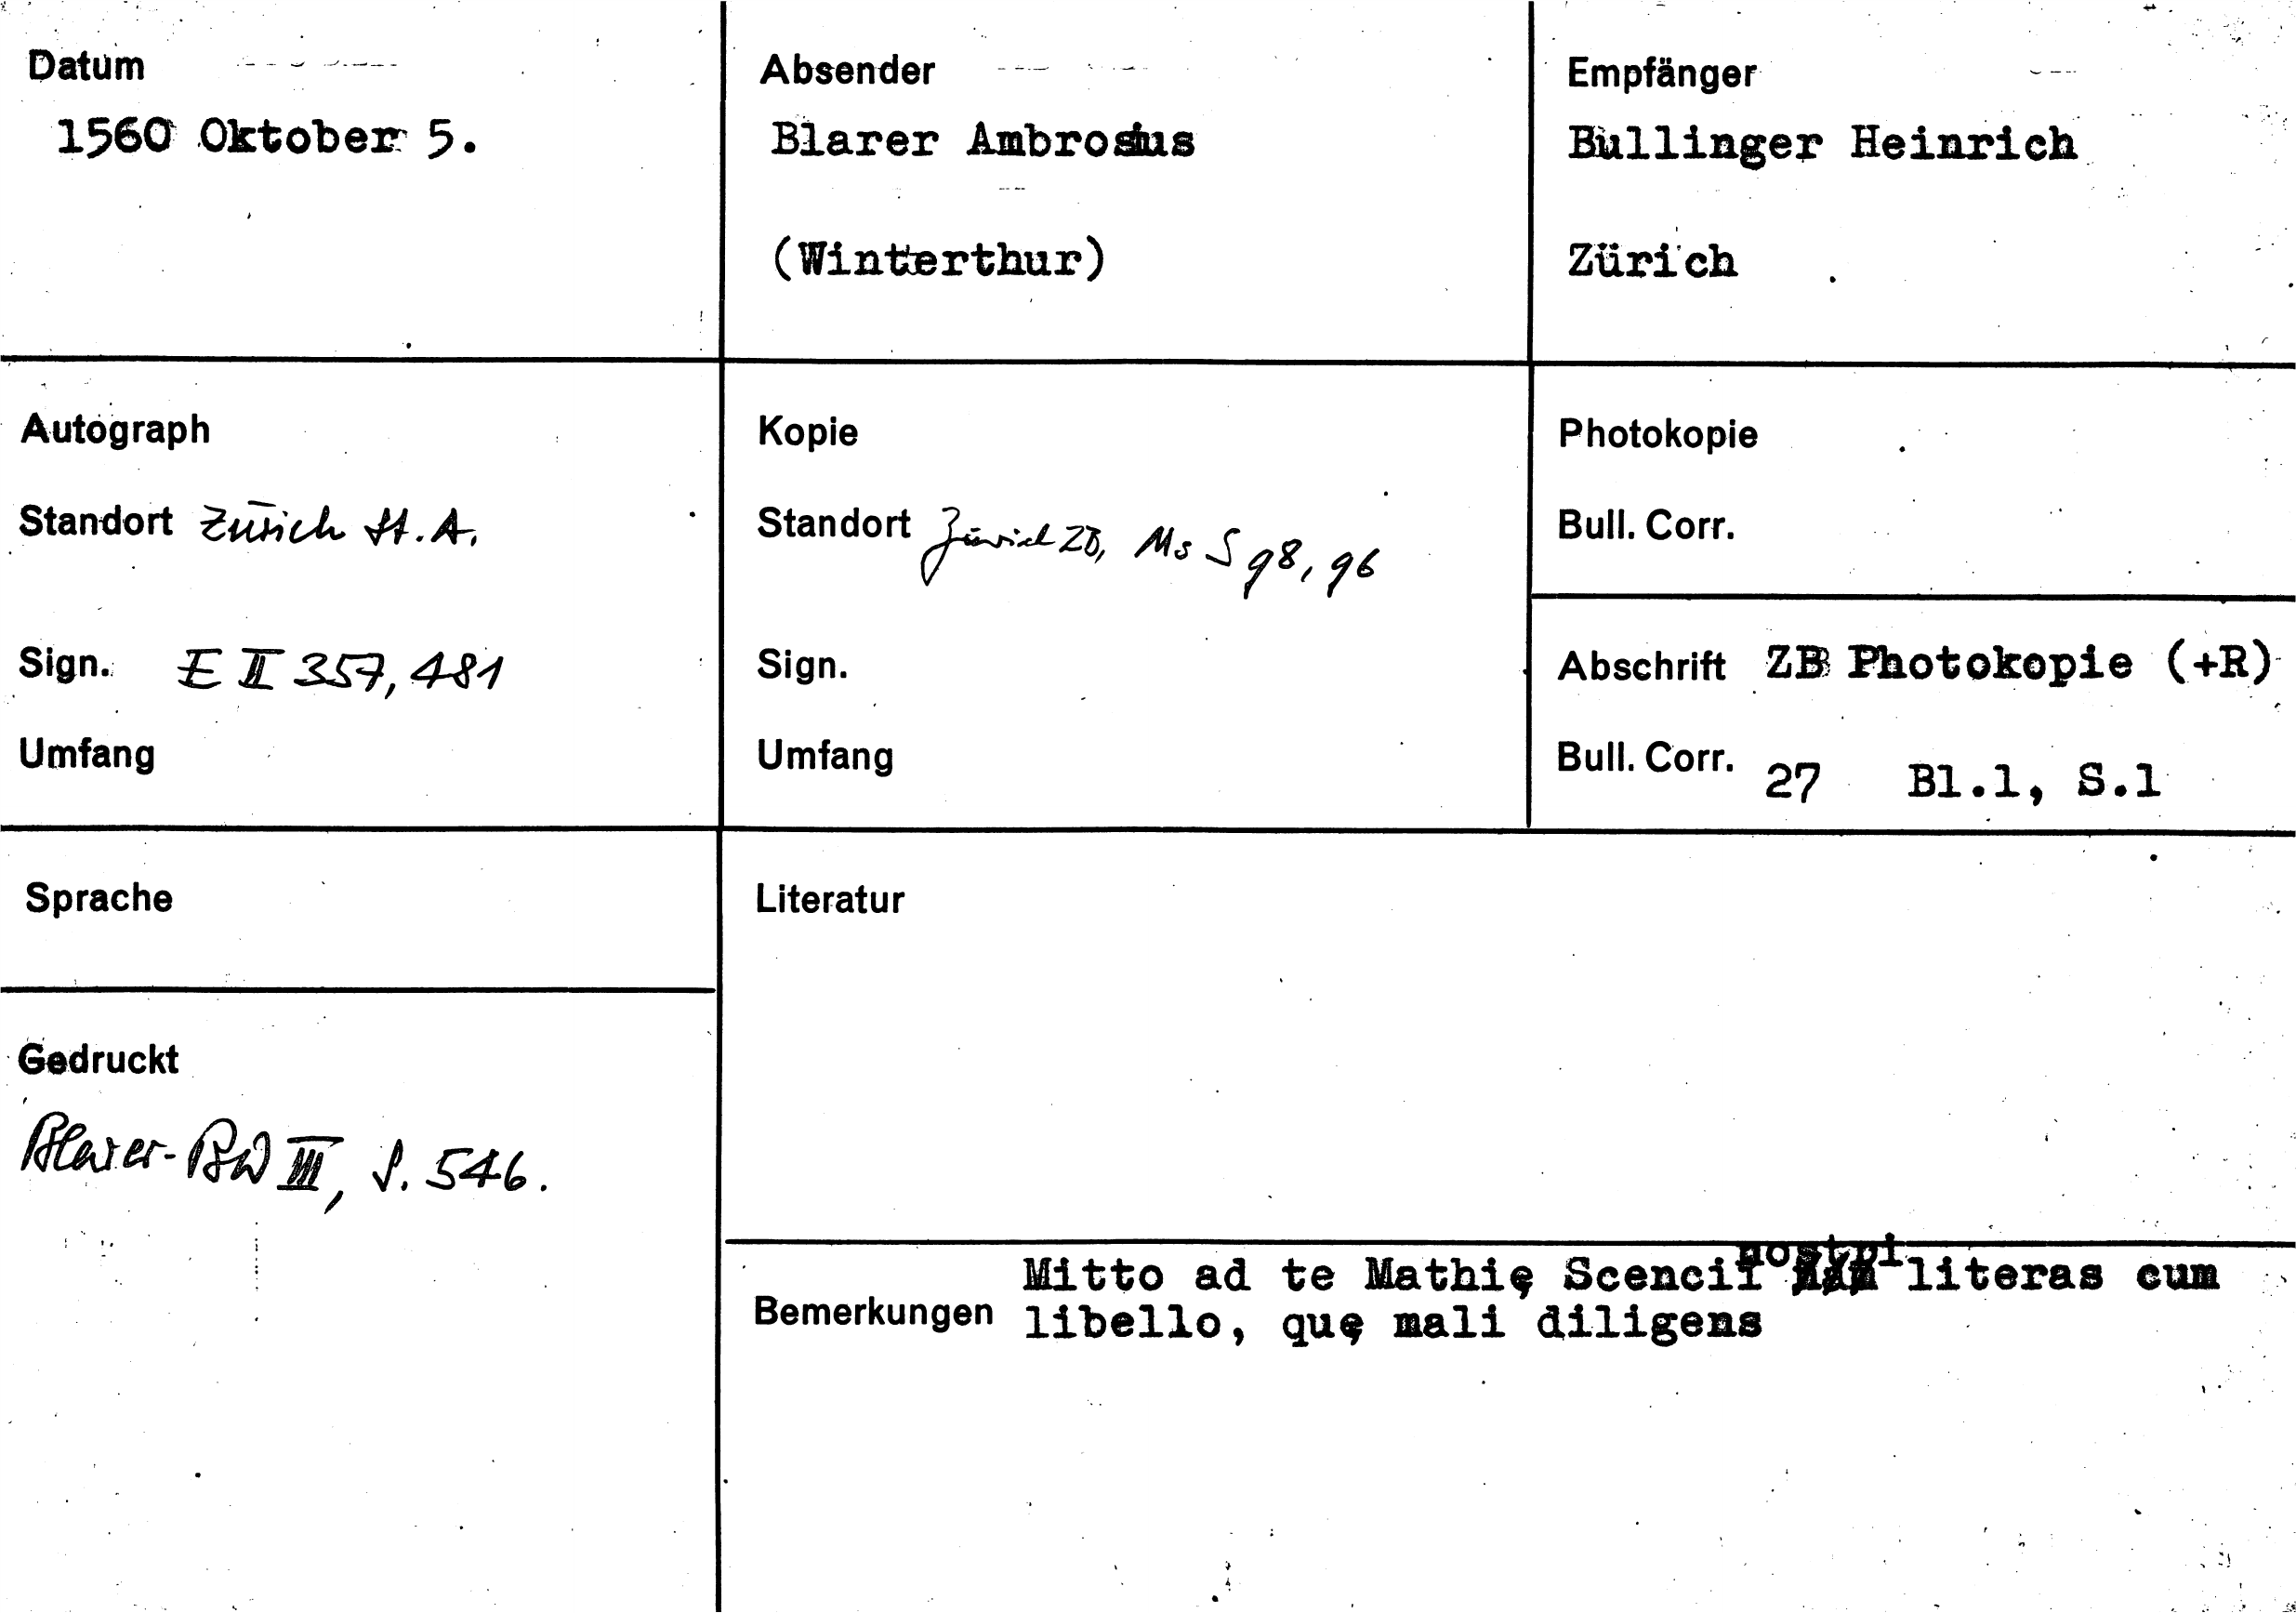 Datum
1560 Oktober 5.
Absender
Blarer Ambrosius
(Winterthur)
Empfänger
Bullinger Heinrich
Zürich
Autograph
Standort Zürich St.A.
Sign. E II 357, 481
Umfang
Kopie
Standort Zürich ZB, Ms S 98, 96
Sign.
Umfang
Photokopie
Bull. Corr.
Abschrift ZB Photokopie (+R)
Bull. Corr. 27 Bl.1, S.1
Sprache
Gedruckt
Blarer-BW III, S. 546.
Literatur
Bemerkungen
Mitto ad te Mathię Scencii nostri literas cum
libello, quę mali diligens